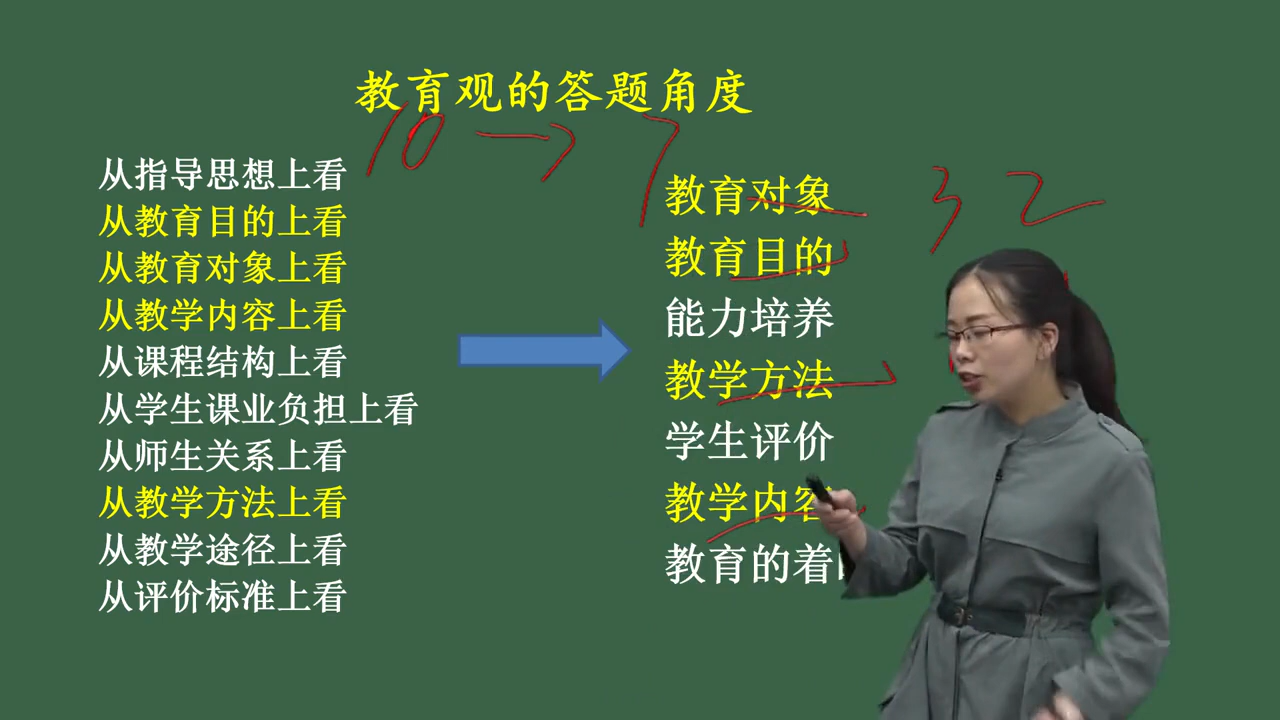 教育观的答题角度
10 → 7
32
从指导思想上看
从教育目的上看
从教育对象上看
从教学内容上看
从课程结构上看
从学生课业负担上看
从师生关系上看
从教学方法上看
从教学途径上看
从评价标准上看
教育对象
教育目的
能力培养
教学方法
学生评价
教学内容
教育的着